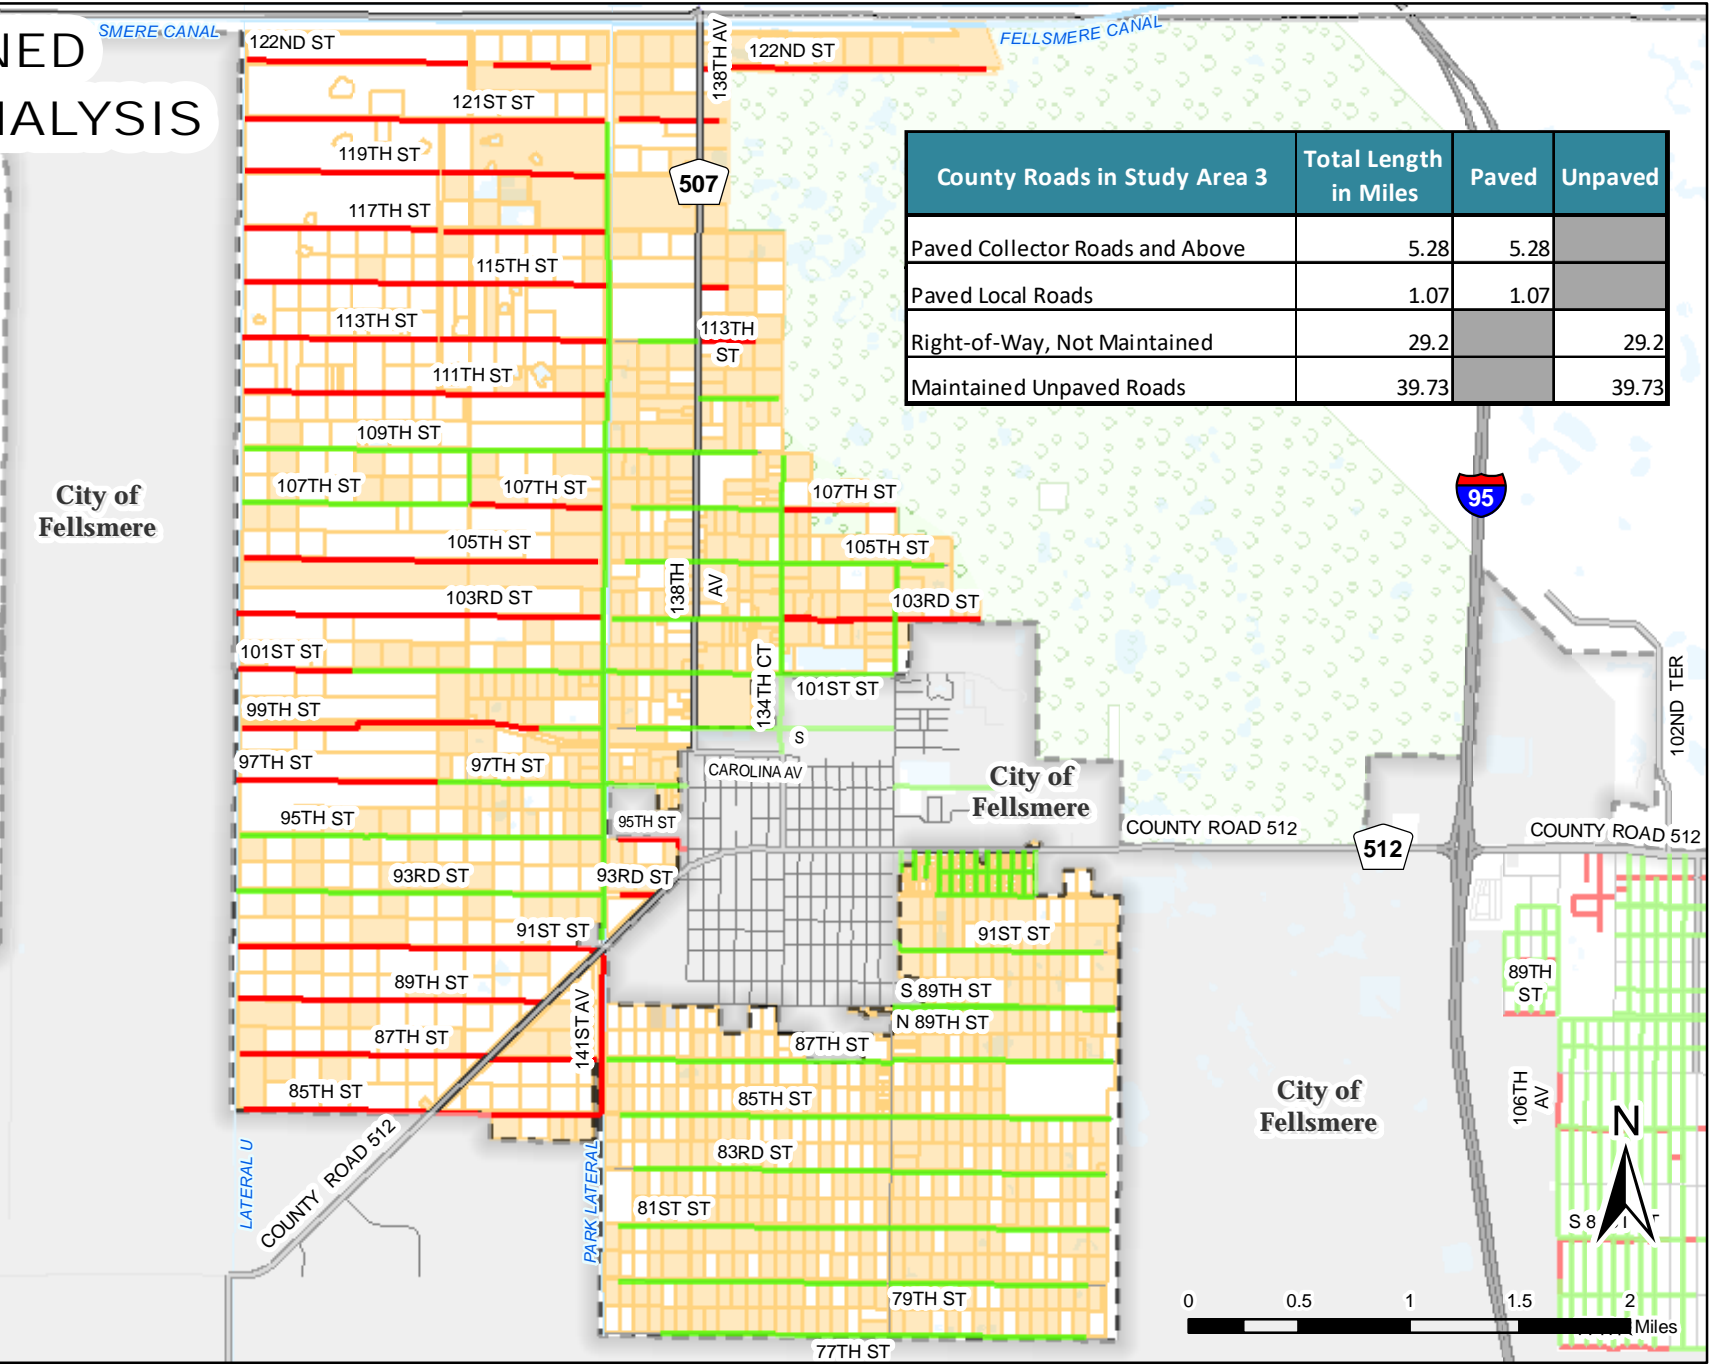 NED
NALYSIS
SMERE CANAL
FELLSMERE CANAL
122ND ST
138TH AV
122ND ST
121ST ST
119TH ST
507
117TH ST
115TH ST
113TH ST
113TH
ST
111TH ST
County Roads in Study Area 3 Total Length in Miles Paved Unpaved
Paved Collector Roads and Above 5.28 5.28
Paved Local Roads 1.07 1.07
Right-of-Way, Not Maintained 29.2 29.2
Maintained Unpaved Roads 39.73 39.73
109TH ST
107TH ST
107TH ST
107TH ST
95
City of
Fellsmere
105TH ST
105TH ST
138TH
AV
103RD ST
103RD ST
101ST ST
134TH CT
101ST ST
102ND TER
99TH ST
S
97TH ST
97TH ST
CAROLINA AV
City of
Fellsmere
95TH ST
95TH ST
COUNTY ROAD 512
512
COUNTY ROAD 512
93RD ST
93RD ST
91ST ST
91ST ST
89TH ST
S 89TH ST
89TH
ST
N 89TH ST
141ST AV
87TH ST
87TH ST
85TH ST
85TH ST
City of
Fellsmere
106TH
AV
N
LATERAL U
COUNTY ROAD 512
PARK LATERAL
83RD ST
81ST ST
S 8
79TH ST
77TH ST
0 0.5 1 1.5 2
Miles